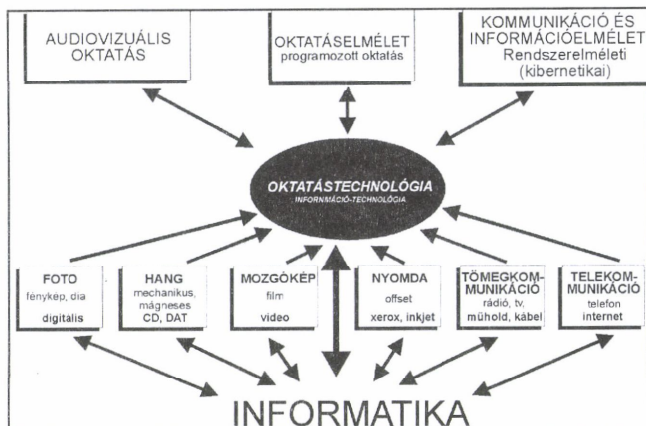 AUDIOVIZUÁLIS
OKTATÁS
OKTATÁSELMÉLET
programozott oktatás
KOMMUNIKÁCIÓ ÉS
INFORMÁCIÓELMÉLET
Rendszerelméleti
(kibernetikai)
OKTATÁSTECHNOLÓGIA
INFORNMÁCIÓ-TECHNOLÓGIA
FOTO
fénykép, dia
digitális
HANG
mechanikus,
mágneses
CD, DAT
MOZGÓKÉP
film
video
NYOMDA
offset
xerox, inkjet
TÖMEGKOM-
MUNIKÁCIÓ
rádió, tv,
műhold, kábel
TELEKOM-
MUNIKÁCIÓ
telefon
internet
INFORMATIKA